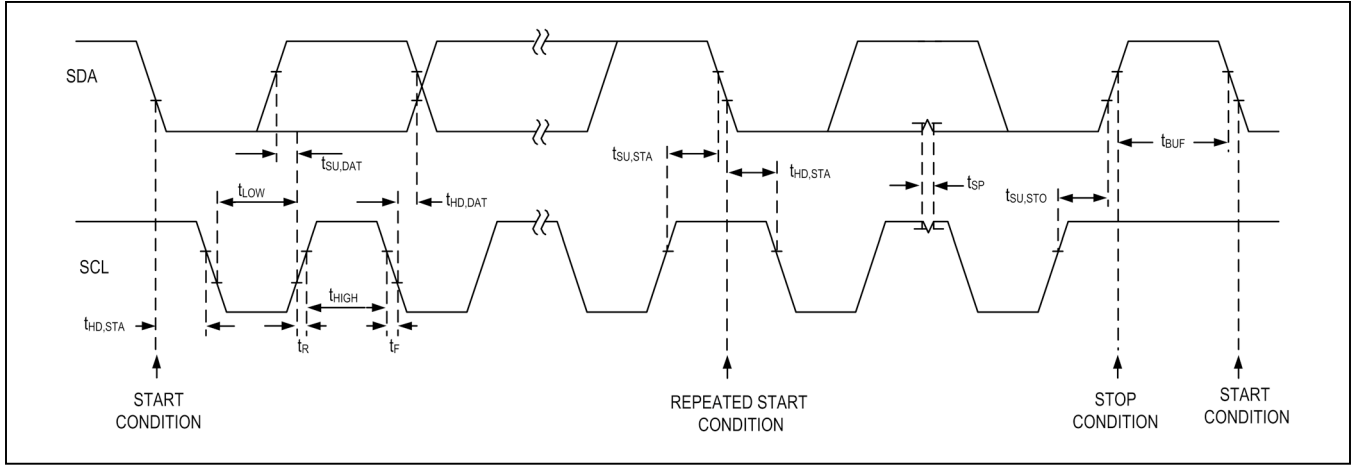 SDA
tSU,DAT
tLOW
tHD,DAT
tSU,STA
tHD,STA
tSP
tSU,STO
tBUF
SCL
tHIGH
tHD,STA
tR
tF
START
CONDITION
REPEATED START
CONDITION
STOP
CONDITION
START
CONDITION